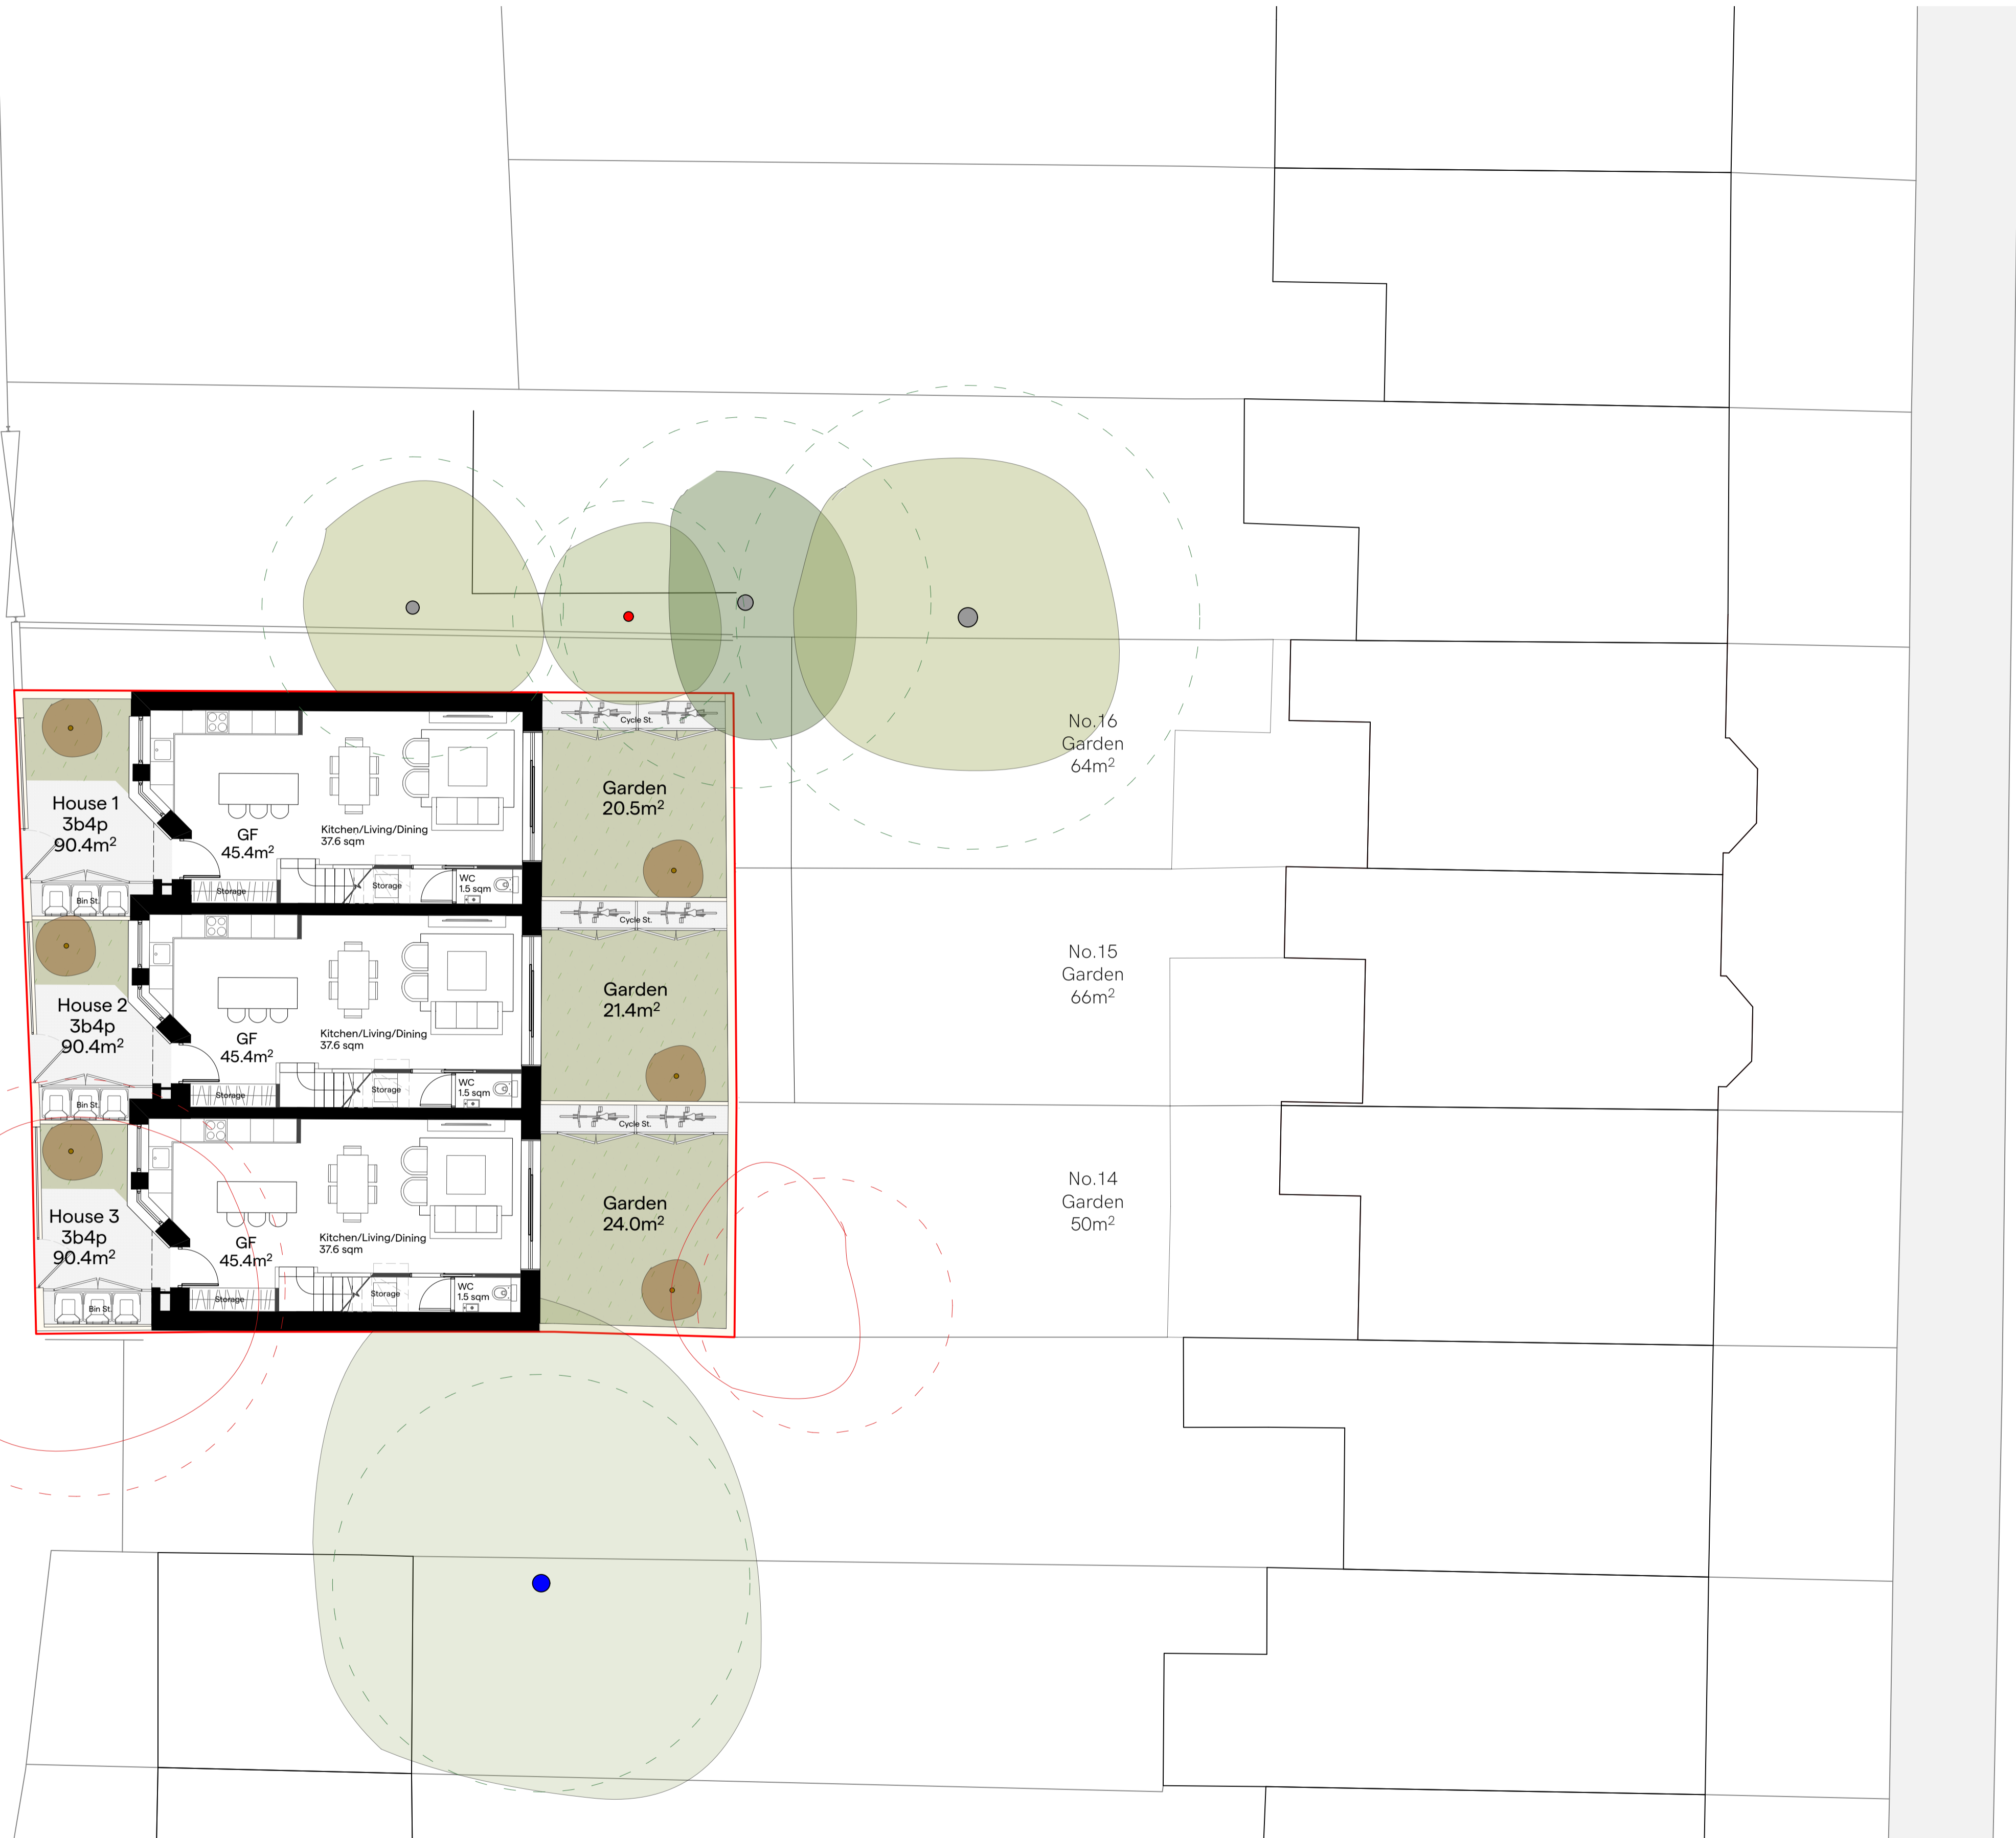 House 1
3b4p
90.4m²
Bin St.
GF
45.4m²
Kitchen/Living/Dining
37.6 sqm
Storage
Storage
WC
1.5 sqm
Cycle St.
Garden
20.5m²
No.16
Garden
64m²
House 2
3b4p
90.4m²
Bin St.
GF
45.4m²
Kitchen/Living/Dining
37.6 sqm
Storage
Storage
WC
1.5 sqm
Cycle St.
Garden
21.4m²
No.15
Garden
66m²
House 3
3b4p
90.4m²
Bin St.
GF
45.4m²
Kitchen/Living/Dining
37.6 sqm
Storage
Storage
WC
1.5 sqm
Cycle St.
Garden
24.0m²
No.14
Garden
50m²